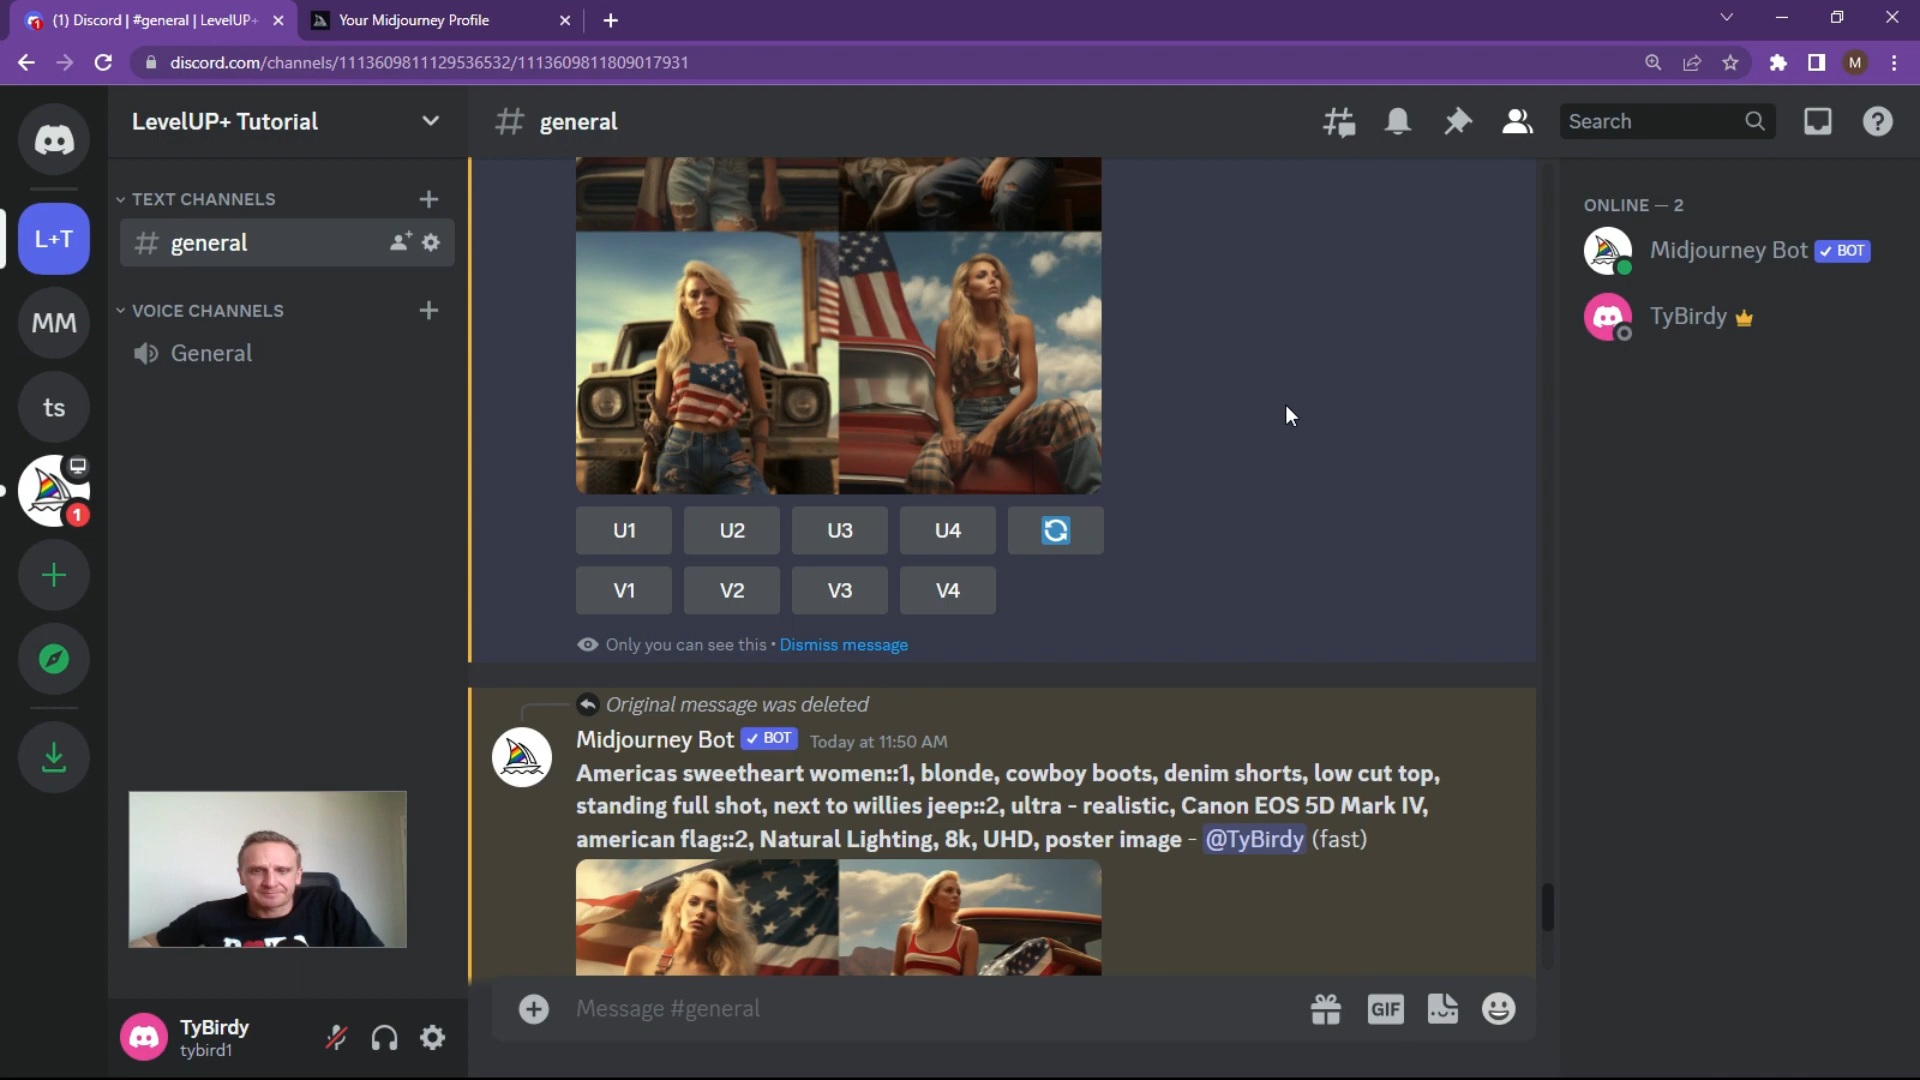 (1) Discord | #general | LevelUP+
Your Midjourney Profile
discord.com/channels/1113609811129536532/1113609811809017931
M
LevelUP+ Tutorial
general
Search
TEXT CHANNELS
general
VOICE CHANNELS
General
L+T
MM
ts
1
ONLINE — 2
Midjourney Bot BOT
TyBirdy
U1 U2 U3 U4
V1 V2 V3 V4
Only you can see this • Dismiss message
Original message was deleted
Midjourney Bot BOT Today at 11:50 AM
Americas sweetheart women::1, blonde, cowboy boots, denim shorts, low cut top,
standing full shot, next to willies jeep::2, ultra - realistic, Canon EOS 5D Mark IV,
american flag::2, Natural Lighting, 8k, UHD, poster image - @TyBirdy (fast)
Message #general
GIF
TyBirdy
tybird1